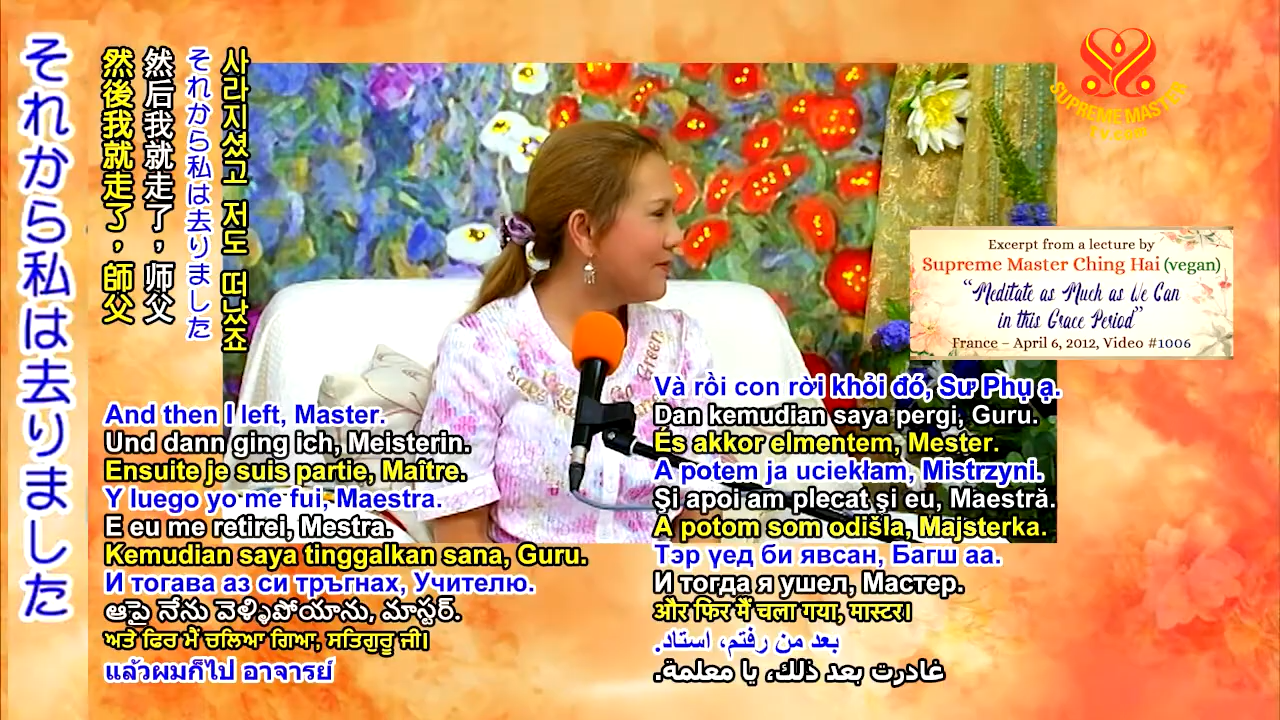 それから私は去りました
然後我就走了，師父
然后我就走了，师父
それから私は去りました
사라지셨고 저도 떠났죠
SUPREME MASTER
TV.com
Excerpt from a lecture by
Supreme Master Ching Hai (vegan)
“Meditate as Much as We Can
in this Grace Period”
France – April 6, 2012, Video #1006
Green
And then I left, Master.
Und dann ging ich, Meisterin.
Ensuite je suis partie, Maître.
Y luego yo me fui, Maestra.
E eu me retirei, Mestra.
Kemudian saya tinggalkan sana, Guru.
И тогава аз си тръгнах, Учителю.
ఆపై నేను వెళ్ళిపోయాను, మాస్టర్.
ਅਤੇ ਫਿਰ ਮੈਂ ਚਲਿਆ ਗਿਆ, ਸਤਿਗੁਰੂ ਜੀ।
แล้วผมก็ไป อาจารย์
Và rồi con rời khỏi đó, Sư Phụ ạ.
Dan kemudian saya pergi, Guru.
És akkor elmentem, Mester.
A potem ja uciekłam, Mistrzyni.
Şi apoi am plecat şi eu, Maestră.
A potom som odišla, Majsterka.
Тэр үед би явсан, Багш аа.
И тогда я ушел, Мастер.
और फिर मैं चला गया, मास्टर।
بعد من رفتم، استاد.
غادرت بعد ذلك، يا معلمة.